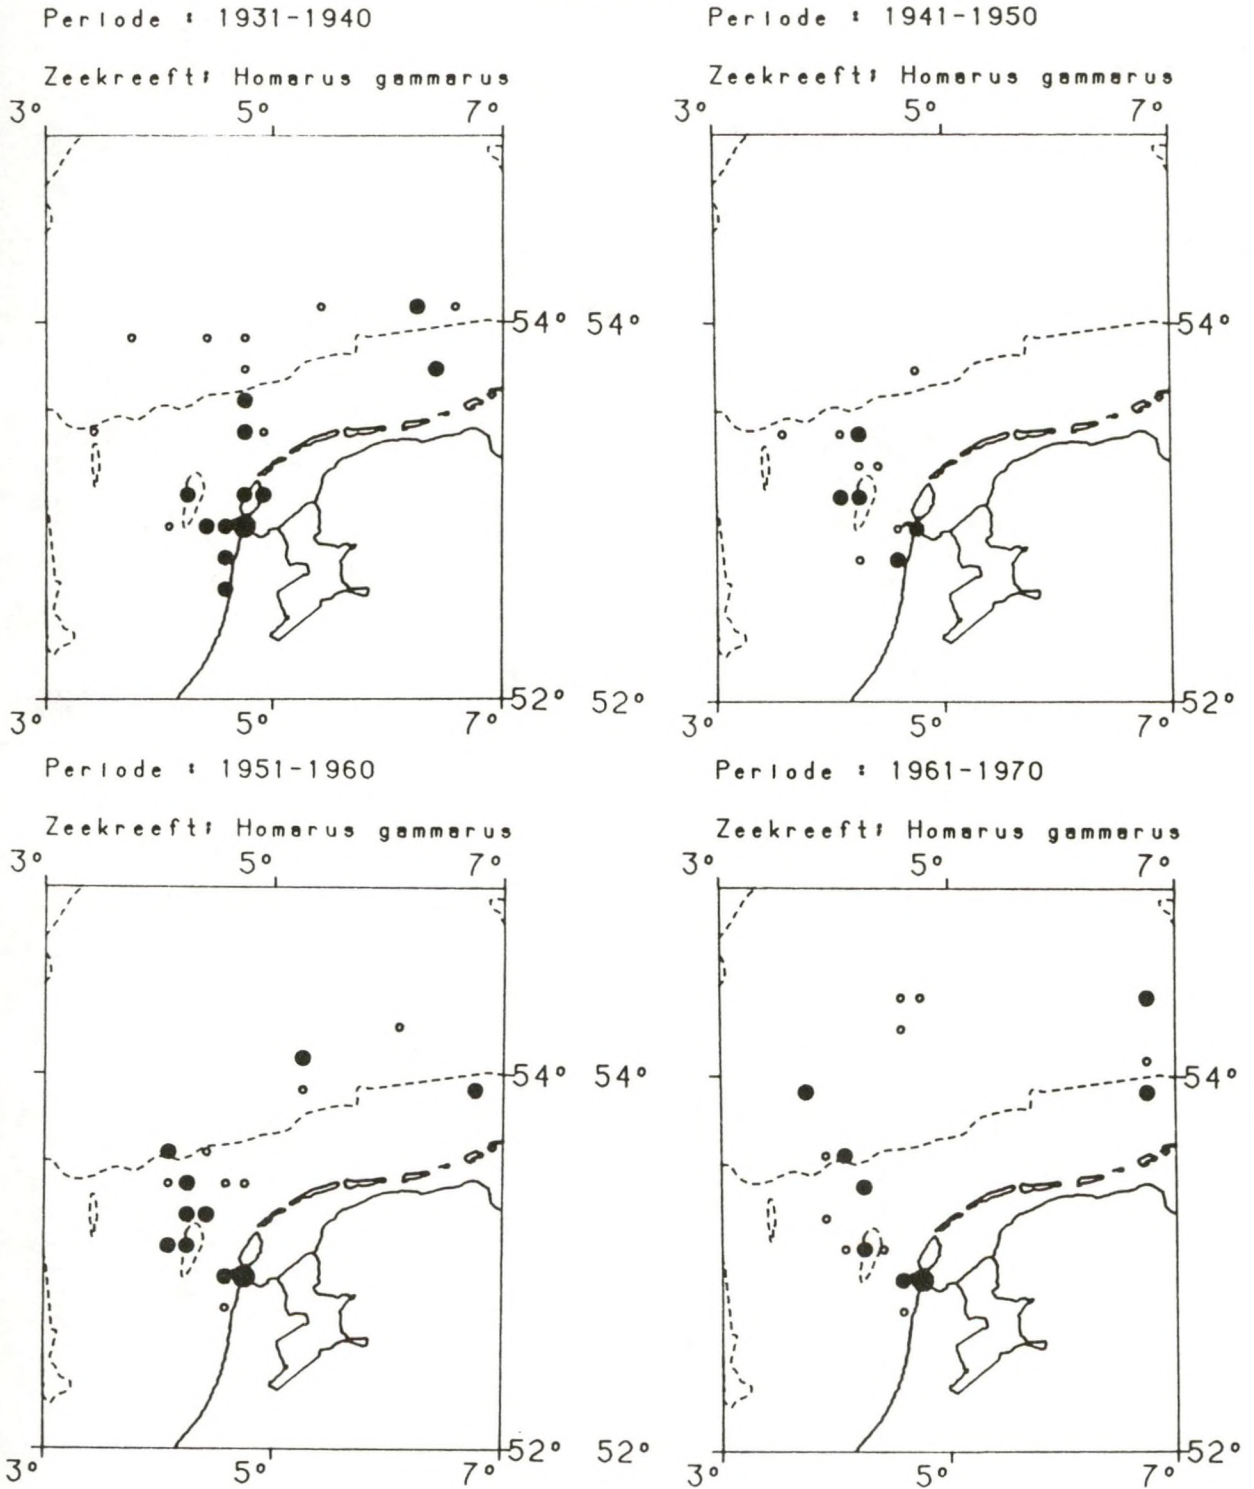 Periode : 1931-1940
Zeekreeft: Homarus gammarus
3° 5° 7°
54°
52°
3° 5° 7°
Periode : 1941-1950
Zeekreeft: Homarus gammarus
3° 5° 7°
54° 54°
52° 52°
3° 5° 7°
Periode : 1951-1960
Zeekreeft: Homarus gammarus
3° 5° 7°
54°
52°
3° 5° 7°
Periode : 1961-1970
Zeekreeft: Homarus gammarus
3° 5° 7°
54° 54°
52° 52°
3° 5° 7°